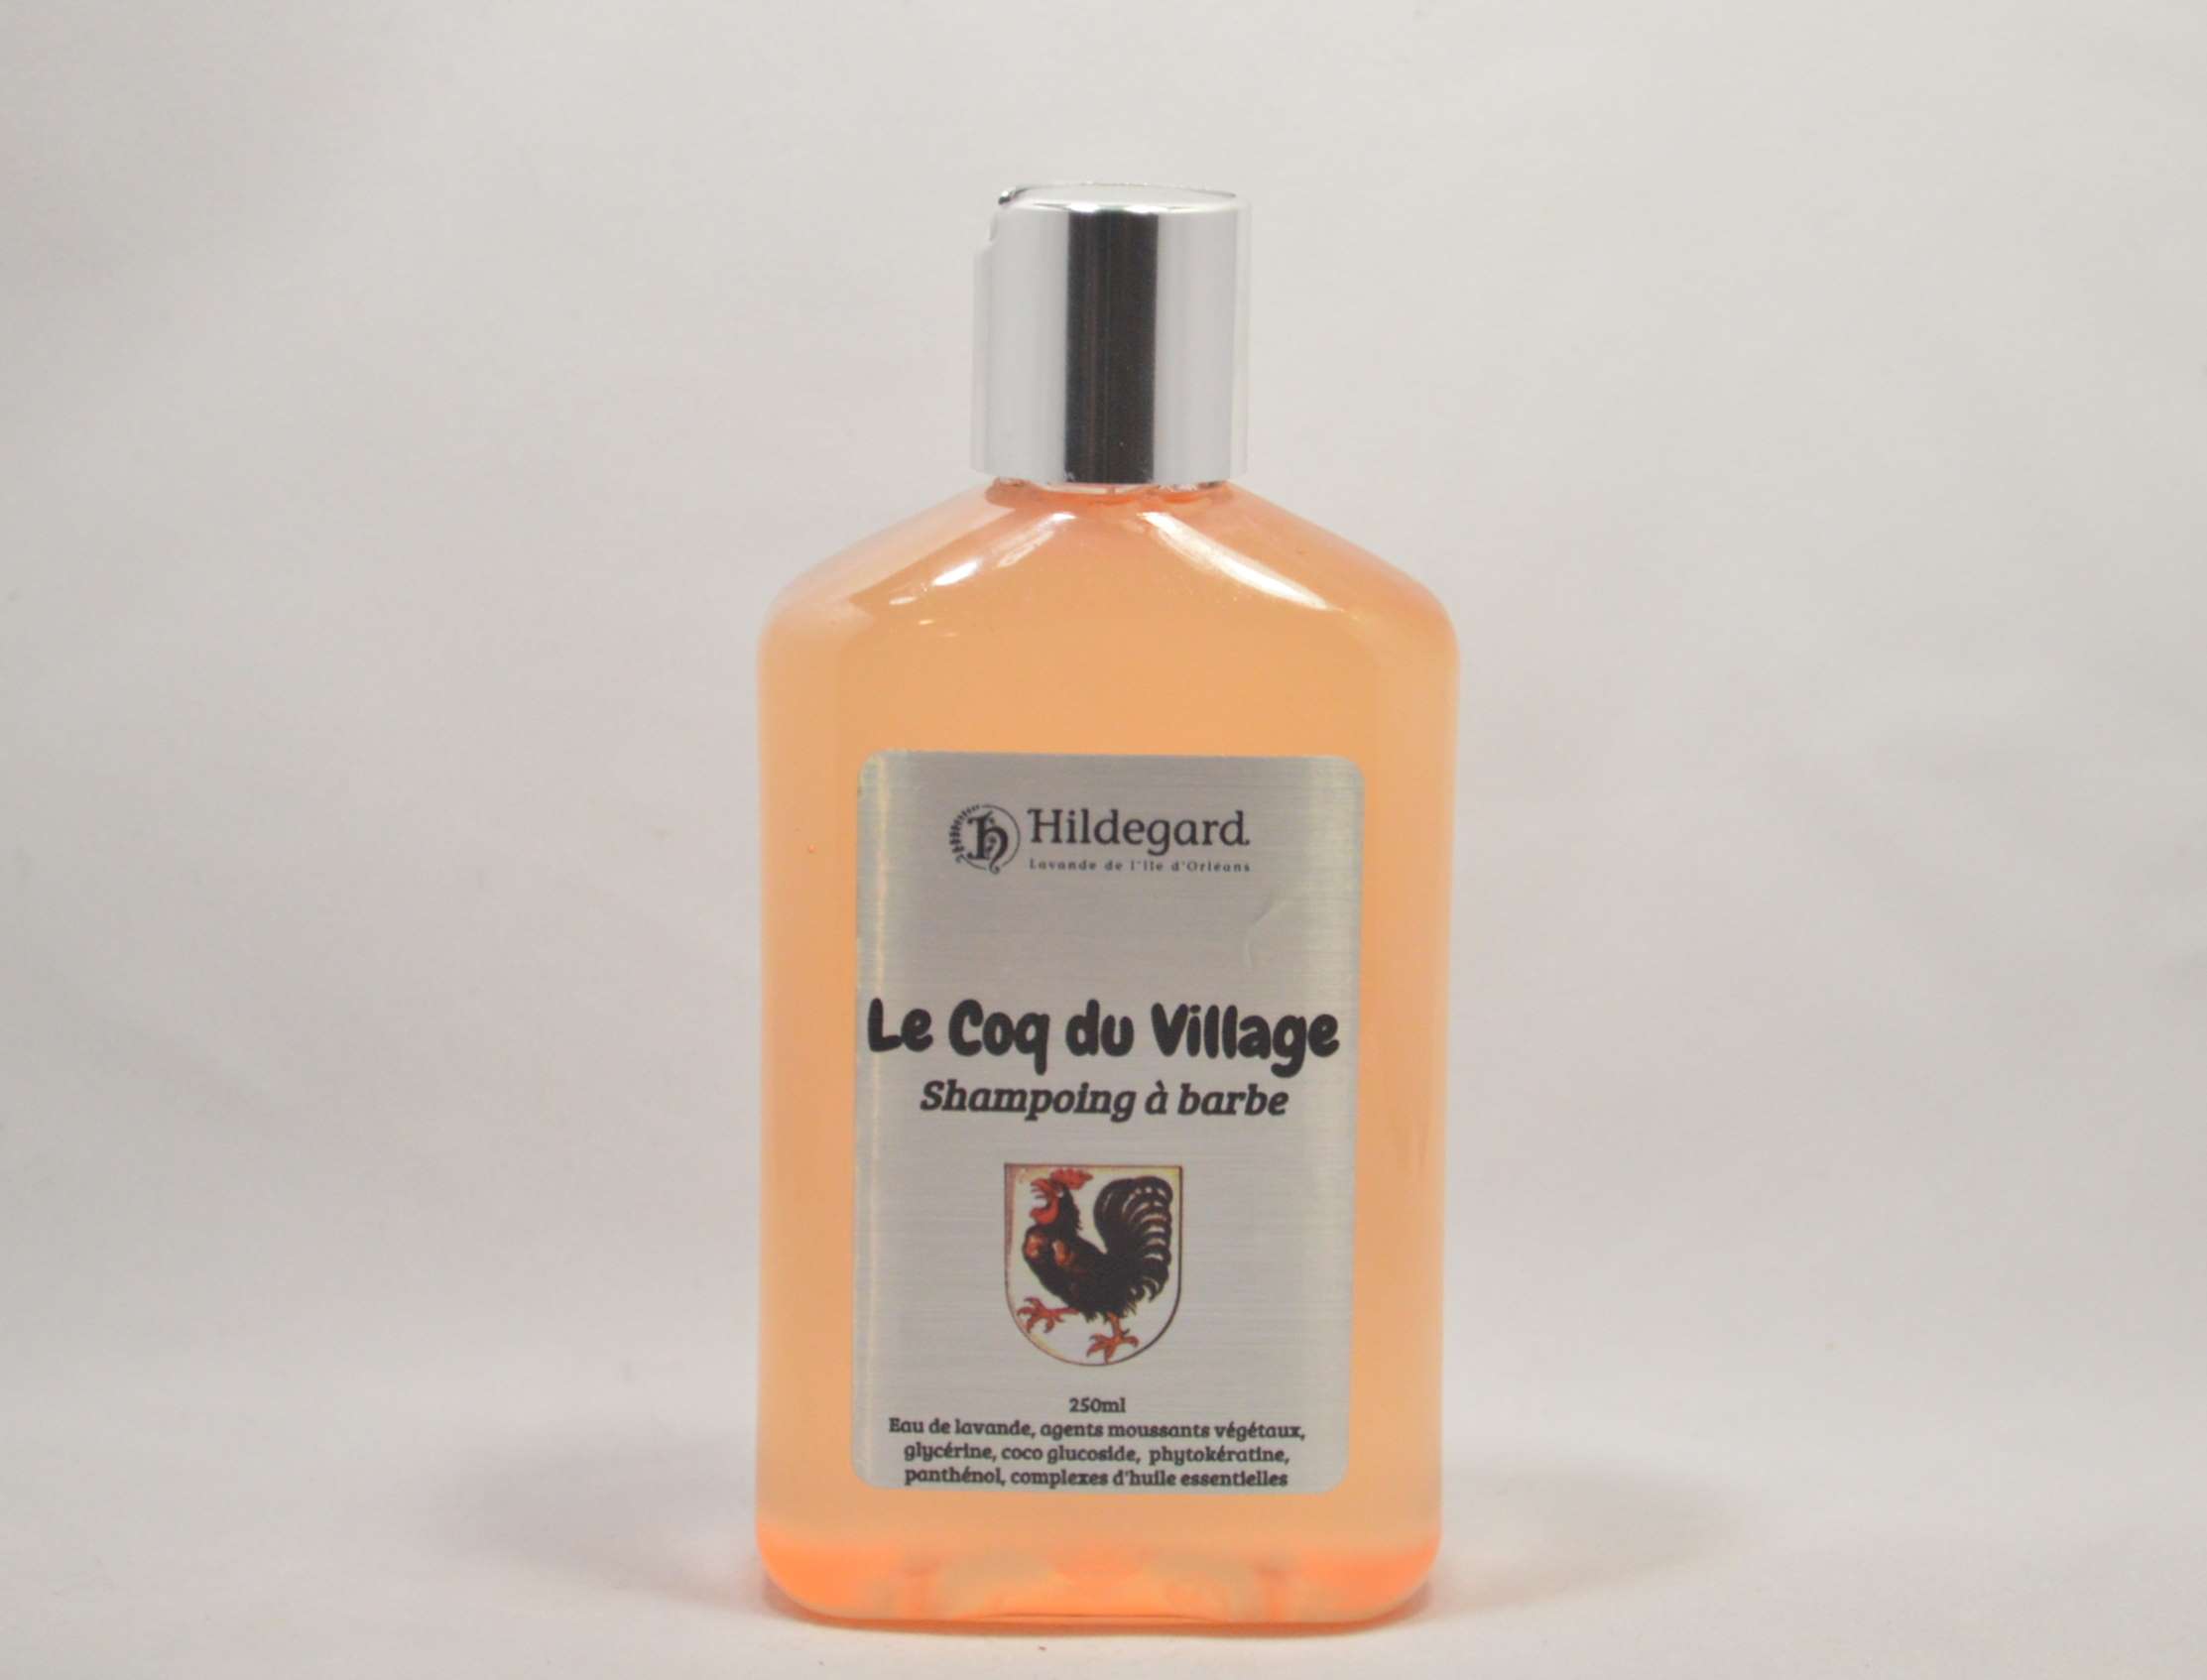 Hildegard
Lavande de l'Ile d'Orléans
Le Coq du Village
Shampoing à barbe
250ml
Eau de lavande, agents moussants végétaux,
glycérine, coco glucoside, phytokératine,
panthénol, complexes d'huile essentielles